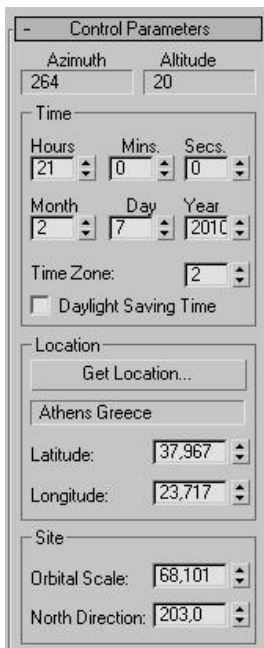 - Control Parameters
Azimuth Altitude
264 20
Time
Hours Mins. Secs.
21 0 0
Month Day Year
2 7 2010
Time Zone: 2
Daylight Saving Time
Location
Get Location...
Athens Greece
Latitude: 37,967
Longitude: 23,717
Site
Orbital Scale: 68,101
North Direction: 203,0